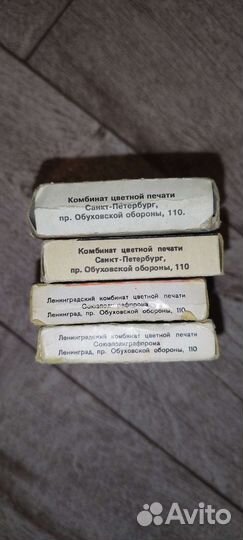 Комбинат цветной печати
Санкт-Петербург,
пр. Обуховской обороны, 110.
Комбинат цветной печати
Санкт-Петербург,
пр. Обуховской обороны, 110
Ленинградский комбинат цветной печати
Союзполиграфпрома
Ленинград, пр. Обуховской обороны, 110
Ленинградский комбинат цветной печати
Союзполиграфпрома
Ленинград, пр. Обуховской обороны, 110
Avito